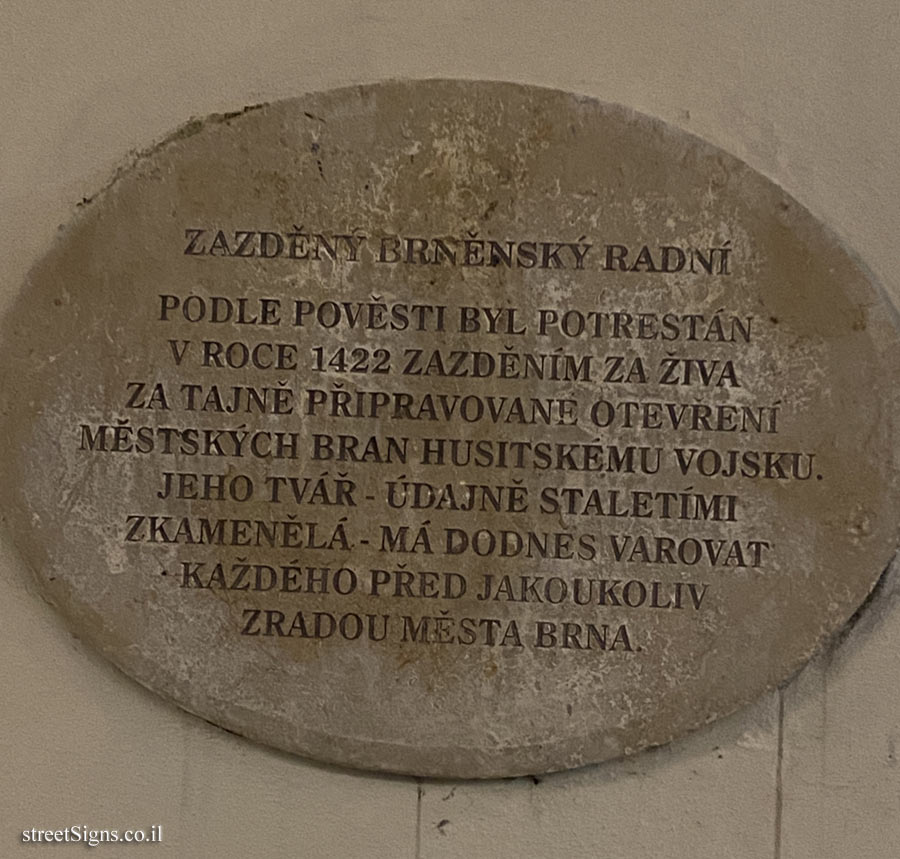 ZAZDĚNÝ BRNĚNSKÝ RADNÍ
PODLE POVĚSTI BYL POTRESTÁN
V ROCE 1422 ZAZDĚNÍM ZA ŽIVA
ZA TAJNĚ PŘIPRAVOVANÉ OTEVŘENÍ
MĚSTSKÝCH BRAN HUSITSKÉMU VOJSKU.
JEHO TVÁŘ - ÚDAJNĚ STALETÍMI
ZKAMENĚLÁ - MÁ DODNES VAROVAT
KAŽDÉHO PŘED JAKOUKOLIV
ZRADOU MĚSTA BRNA.
streetSigns.co.il